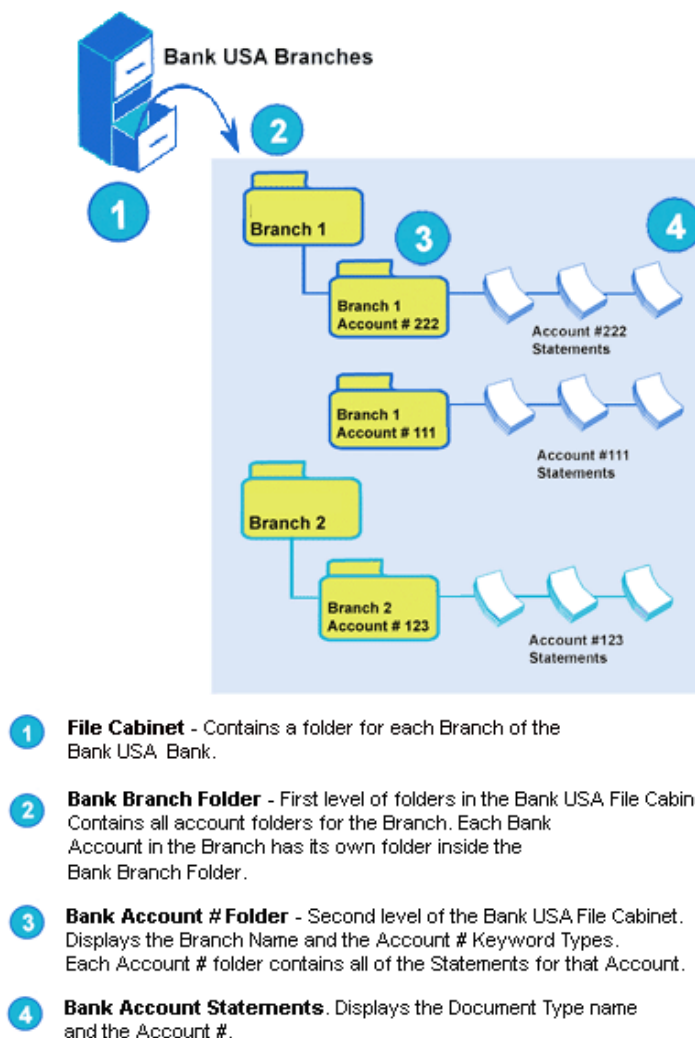 Bank USA Branches
1
2
Branch 1
3
4
Branch 1
Account # 222
Account #222
Statements
Branch 1
Account # 111
Account #111
Statements
Branch 2
Branch 2
Account # 123
Account #123
Statements
1 File Cabinet - Contains a folder for each Branch of the
Bank USA Bank.
2 Bank Branch Folder - First level of folders in the Bank USA File Cabin
Contains all account folders for the Branch. Each Bank
Account in the Branch has its own folder inside the
Bank Branch Folder.
3 Bank Account # Folder - Second level of the Bank USA File Cabinet.
Displays the Branch Name and the Account # Keyword Types.
Each Account # folder contains all of the Statements for that Account.
4 Bank Account Statements. Displays the Document Type name
and the Account #.